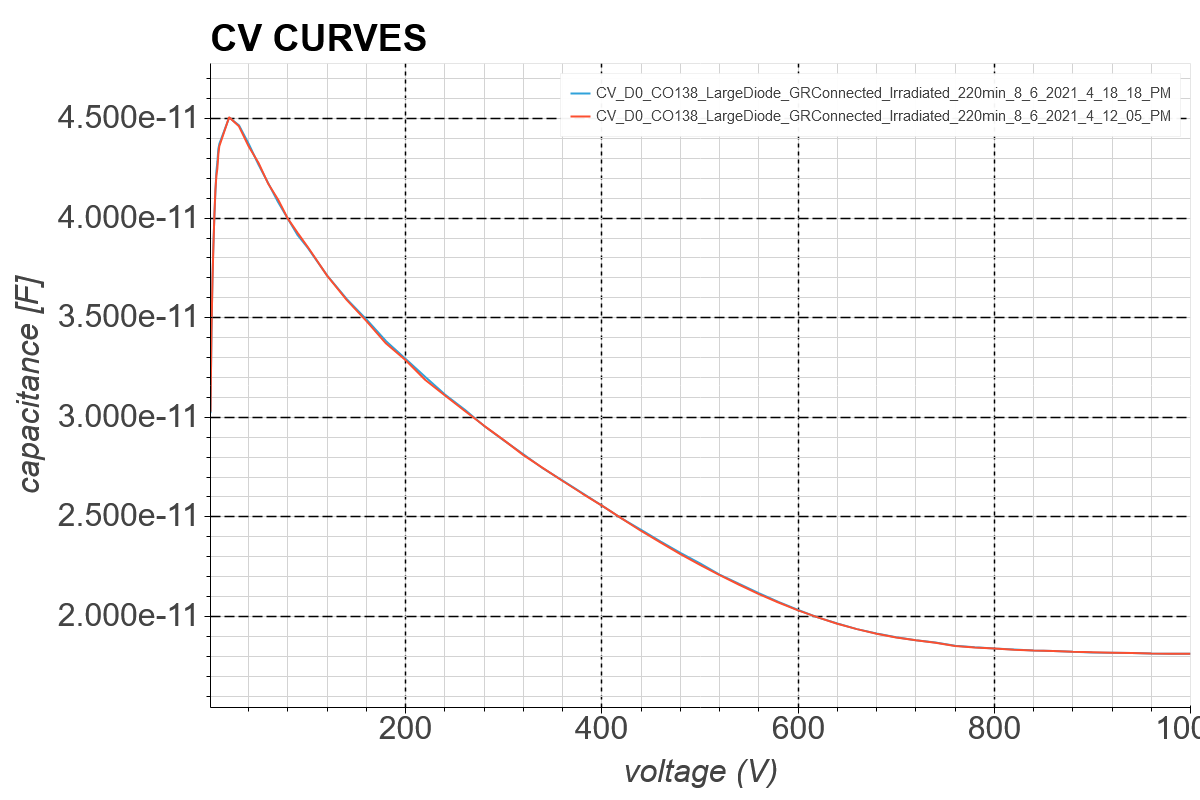 CV CURVES
CV_D0_CO138_LargeDiode_GRConnected_Irradiated_220min_8_6_2021_4_18_18_PM
CV_D0_CO138_LargeDiode_GRConnected_Irradiated_220min_8_6_2021_4_12_05_PM
4.500e-11
4.000e-11
3.500e-11
3.000e-11
2.500e-11
2.000e-11
capacitance [F]
200 400 600 800 100
voltage (V)